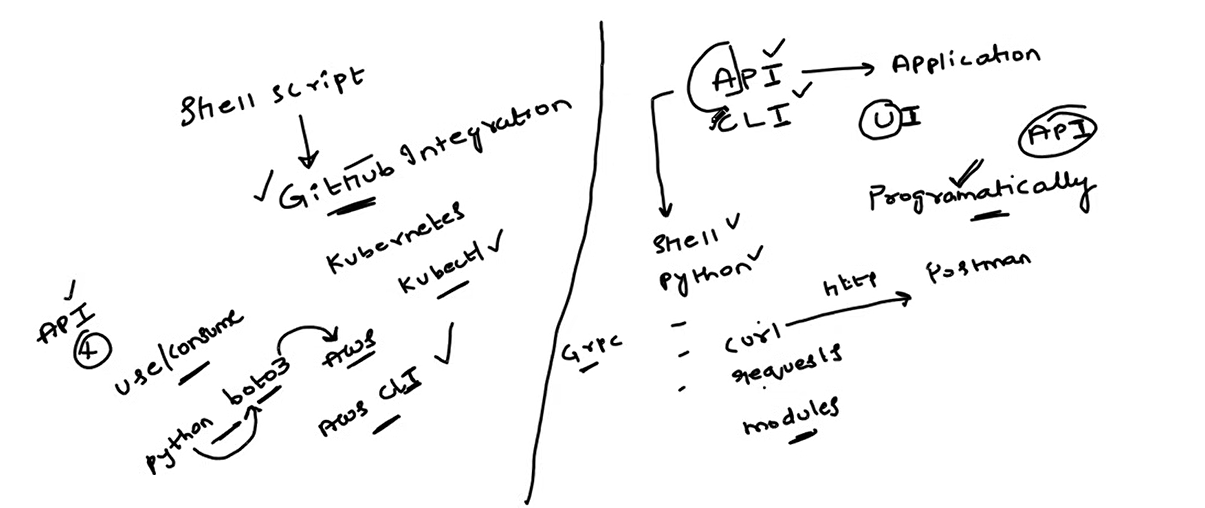 Shell script
GitHub Integration
Kubernetes
Kubectl
API
4
use/consume
python boto3
AWS
AWS CLI
API
CLI
Application
UI
API
Programatically
Shell
python
Grpc
curl
http
Postman
requests
modules